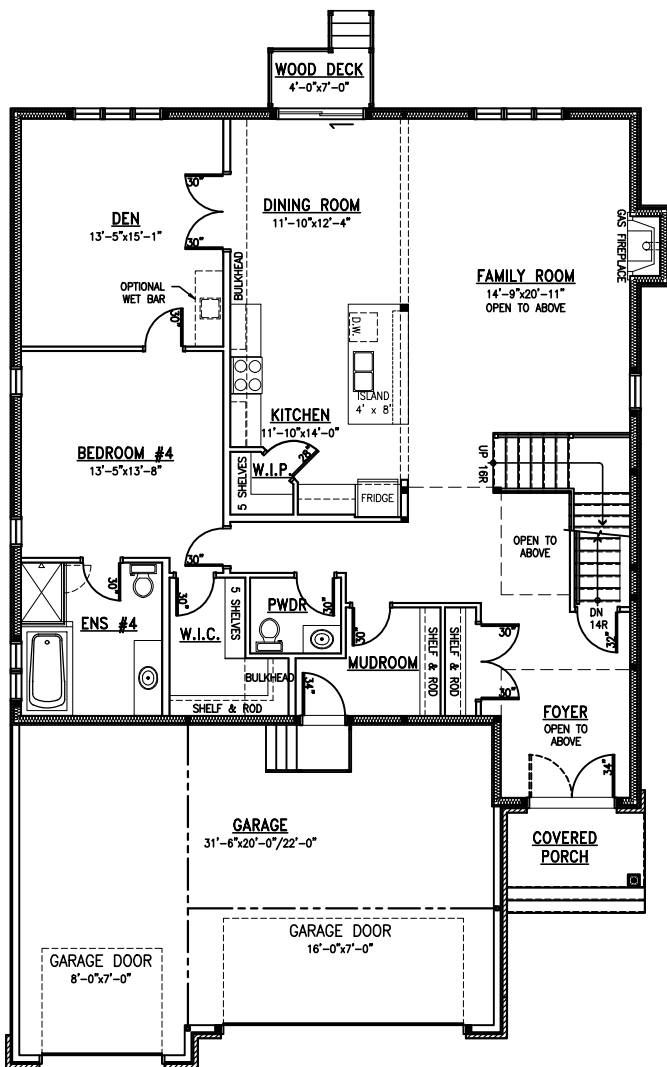 WOOD DECK
4'-0"x7'-0"
30"
30"
DEN
13'-5"x15'-1"
DINING ROOM
11'-10"x12'-4"
GAS FIREPLACE
BULKHEAD
FAMILY ROOM
14'-9"x20'-11"
OPEN TO ABOVE
OPTIONAL
WET BAR
30"
D.W.
ISLAND
4' x 8'
KITCHEN
11'-10"x14'-0"
BEDROOM #4
13'-5"x13'-8"
28"
W.I.P.
5 SHELVES
FRIDGE
UP
16R
OPEN TO
ABOVE
30"
30"
ENS #4
30"
5 SHELVES
W.I.C.
PWDR
30"
DN
14R
32"
30"
MUDROOM
SHELF & ROD
SHELF & ROD
30"
30"
BULKHEAD
34"
SHELF & ROD
FOYER
OPEN TO
ABOVE
34"
GARAGE
31'-6"x20'-0"/22'-0"
COVERED
PORCH
GARAGE DOOR
16'-0"x7'-0"
GARAGE DOOR
8'-0"x7'-0"